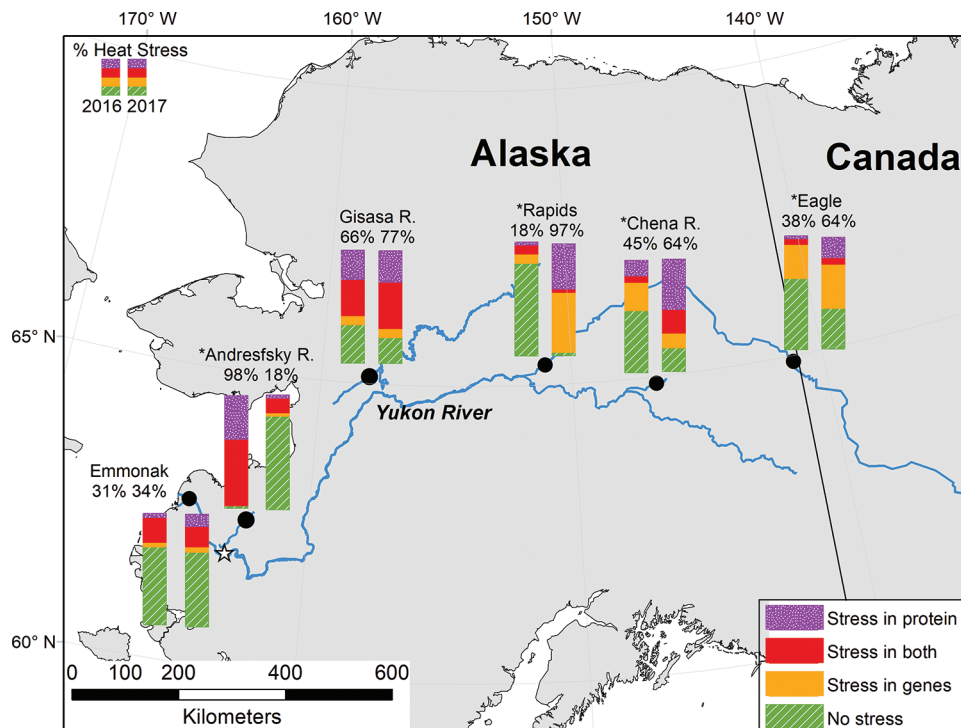 170° W 160° W 150° W 140° W
% Heat Stress
2016 2017
Alaska
Canada
*Eagle
38% 64%
*Rapids
18% 97%
Gisasa R.
66% 77%
*Chena R.
45% 64%
65° N
*Andresfsky R.
98% 18%
Yukon River
Emmonak
31% 34%
60° N
Stress in protein
Stress in both
Stress in genes
No stress
0 100 200 400 600
Kilometers